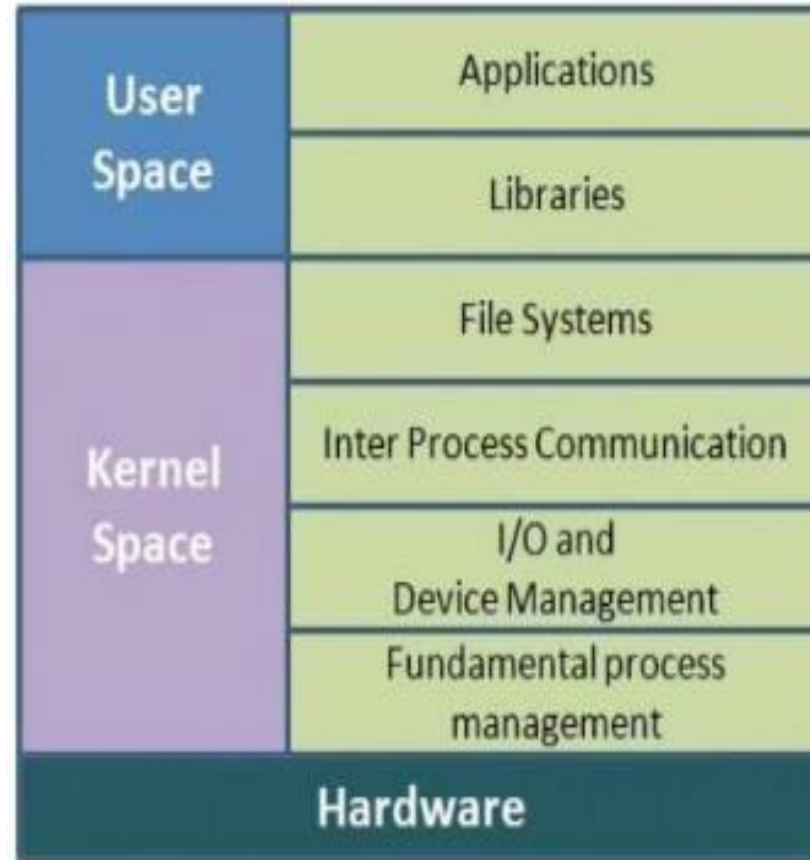 User
Space
Applications
Libraries
Kernel
Space
File Systems
Inter Process Communication
I/O and
Device Management
Fundamental process
management
Hardware